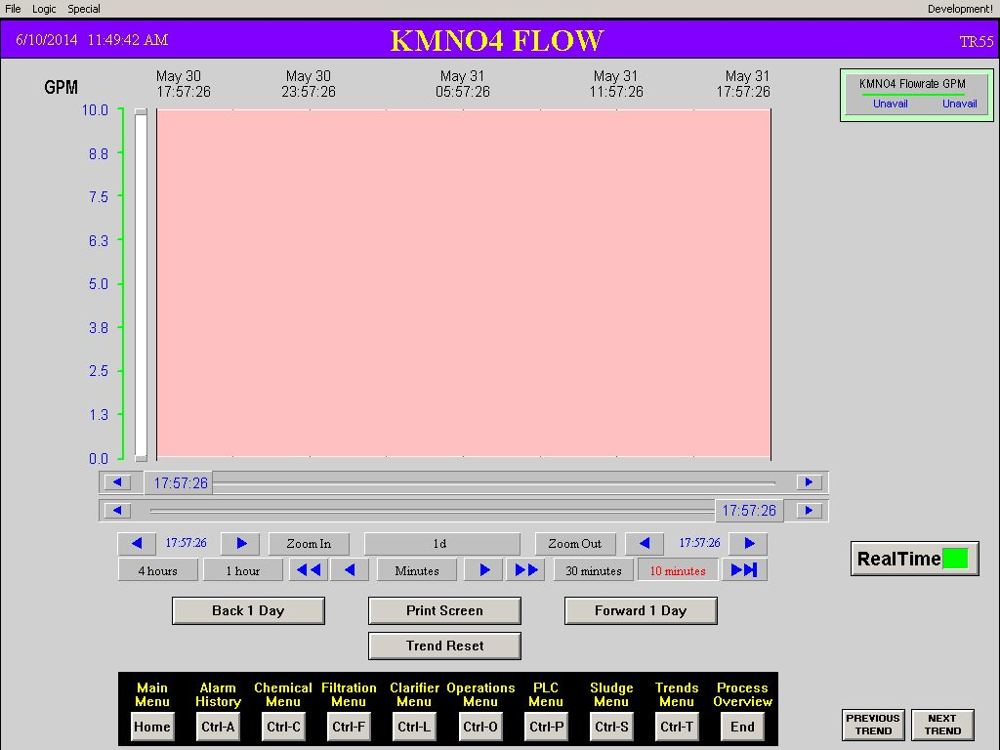 File Logic Special Development!
6/10/2014 11:49:42 AM KMNO4 FLOW TR55
GPM
May 30 May 30 May 31 May 31 May 31
17:57:26 23:57:26 05:57:26 11:57:26 17:57:26
KMNO4 Flowrate GPM
Unavail Unavail
10.0
8.8
7.5
6.3
5.0
3.8
2.5
1.3
0.0
17:57:26
17:57:26
17:57:26 Zoom In 1d Zoom Out 17:57:26
4 hours 1 hour Minutes 30 minutes 10 minutes
RealTime
Back 1 Day Print Screen Forward 1 Day
Trend Reset
Main Alarm Chemical Filtration Clarifier Operations PLC Sludge Trends Process
Menu History Menu Menu Menu Menu Menu Menu Menu Overview
Home Ctrl-A Ctrl-C Ctrl-F Ctrl-L Ctrl-O Ctrl-P Ctrl-S Ctrl-T End
PREVIOUS NEXT
TREND TREND